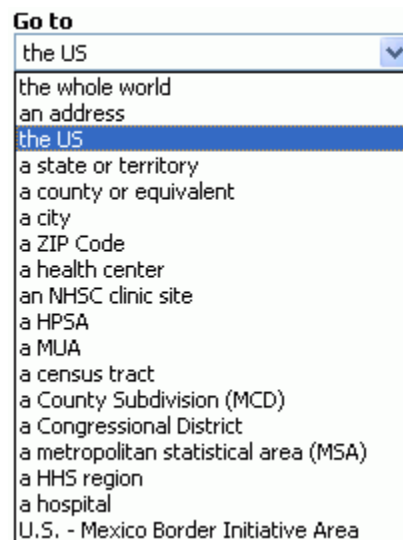 Go to
the US
the whole world
an address
the US
a state or territory
a county or equivalent
a city
a ZIP Code
a health center
an NHSC clinic site
a HPSA
a MUA
a census tract
a County Subdivision (MCD)
a Congressional District
a metropolitan statistical area (MSA)
a HHS region
a hospital
U.S. - Mexico Border Initiative Area